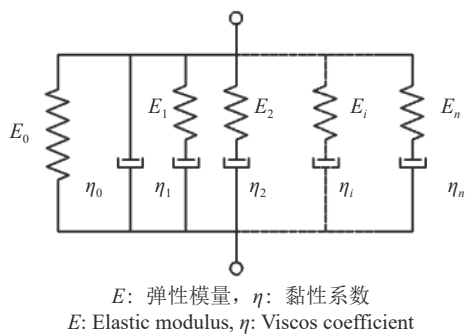 E₀ E₁ E₂ Eᵢ Eₙ
η₀ η₁ η₂ ηᵢ ηₙ
E：弹性模量，η：黏性系数
E: Elastic modulus, η: Viscos coefficient